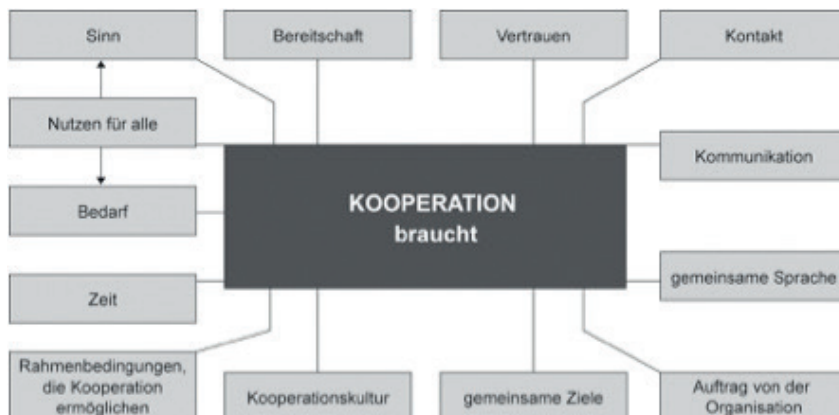 Sinn
Bereitschaft
Vertrauen
Kontakt
Nutzen für alle
Kommunikation
KOOPERATION
braucht
Bedarf
Zeit
gemeinsame Sprache
Rahmenbedingungen,
die Kooperation
ermöglichen
Kooperationskultur
gemeinsame Ziele
Auftrag von der
Organisation